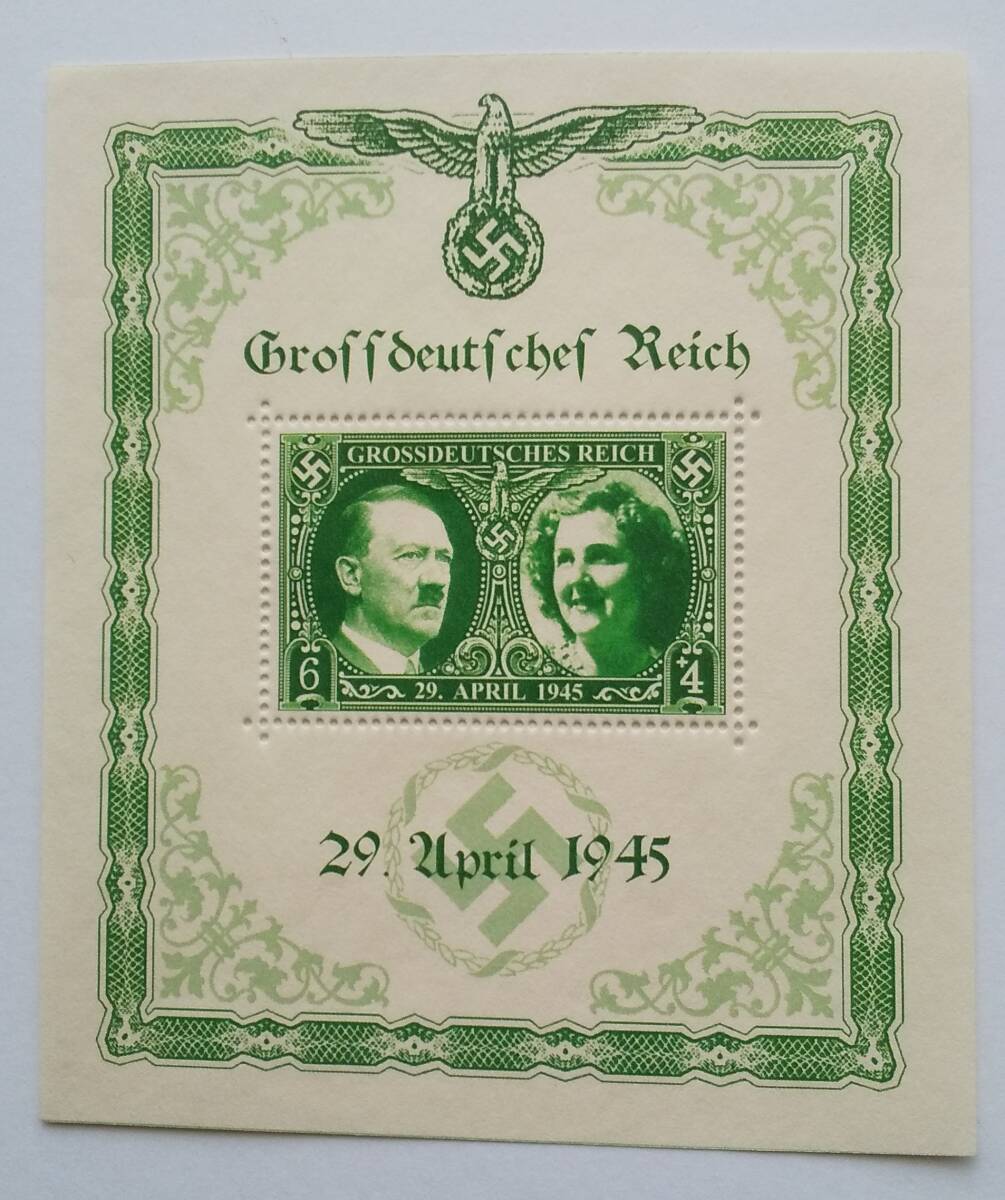 Groſſdeutſcheſ Reich
GROSSDEUTSCHES REICH
6
+4
29. APRIL 1945
29. April 1945